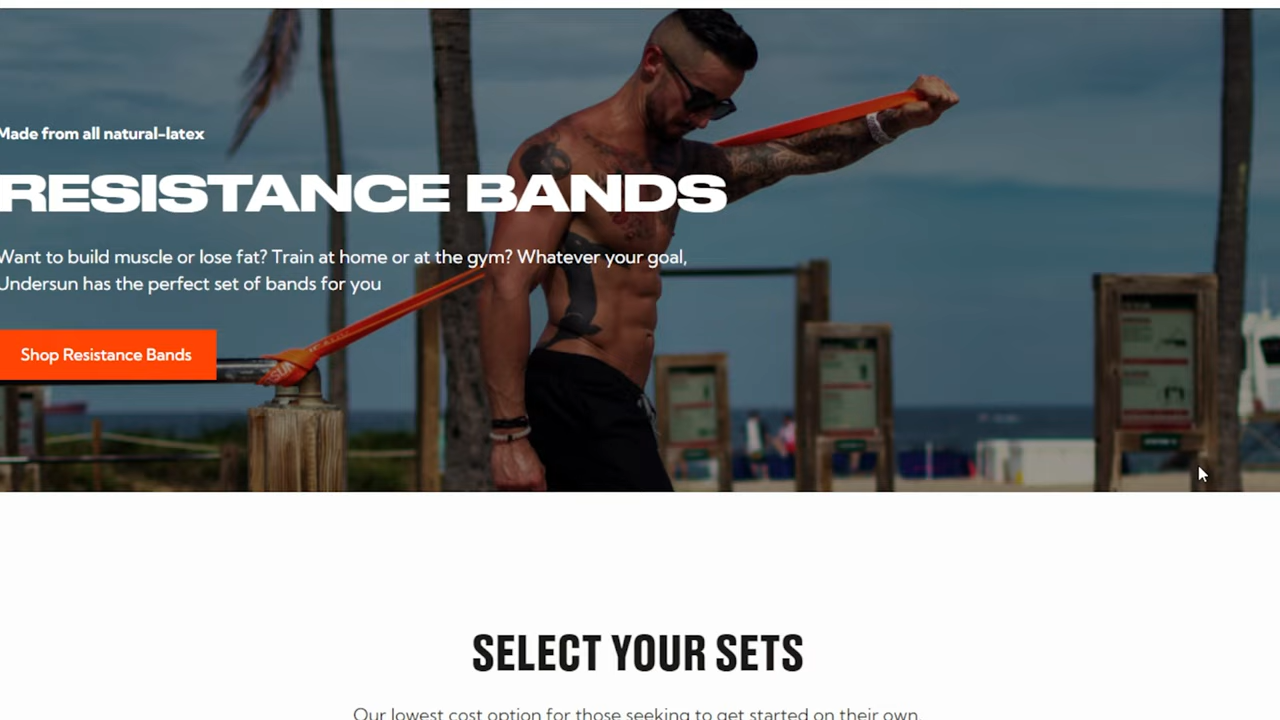 Made from all natural-latex
RESISTANCE BANDS
Want to build muscle or lose fat? Train at home or at the gym? Whatever your goal,
Undersun has the perfect set of bands for you
Shop Resistance Bands
SELECT YOUR SETS
Our lowest cost option for those seeking to get started on their own.